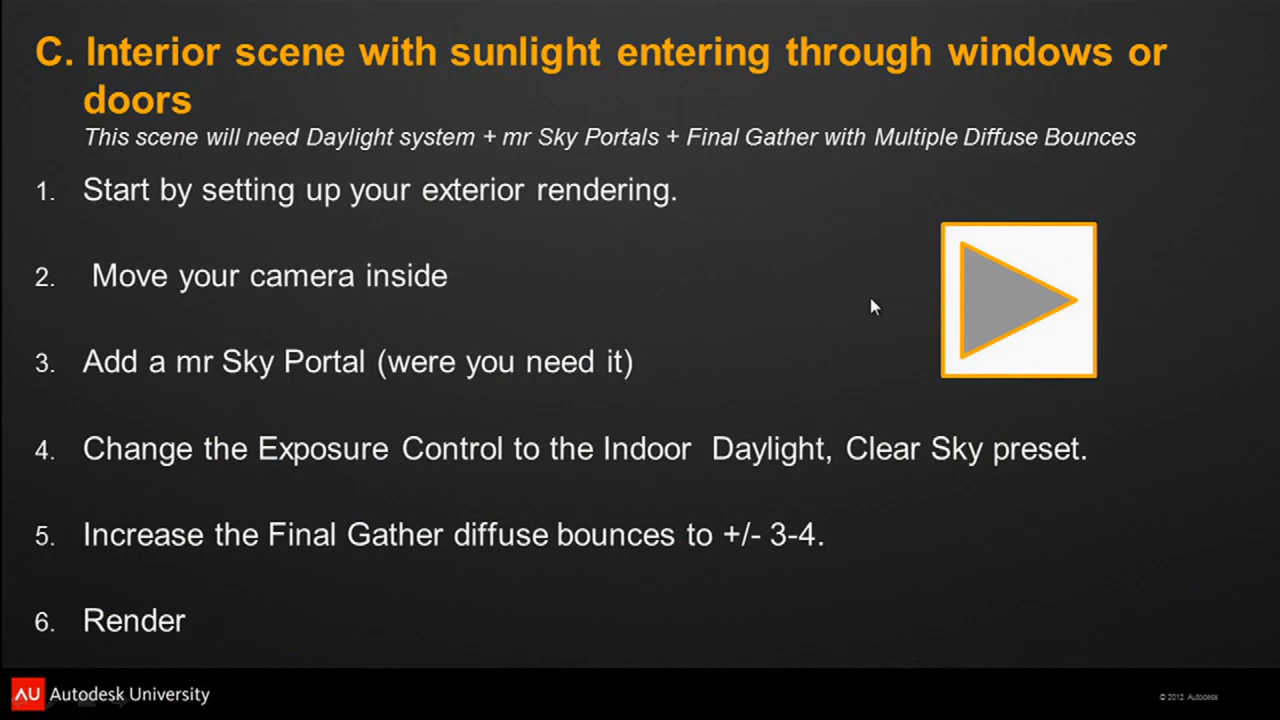 C. Interior scene with sunlight entering through windows or
doors
This scene will need Daylight system + mr Sky Portals + Final Gather with Multiple Diffuse Bounces
1. Start by setting up your exterior rendering.
2. Move your camera inside
3. Add a mr Sky Portal (were you need it)
4. Change the Exposure Control to the Indoor Daylight, Clear Sky preset.
5. Increase the Final Gather diffuse bounces to +/- 3-4.
6. Render
AU Autodesk University
© 2012 Autodesk